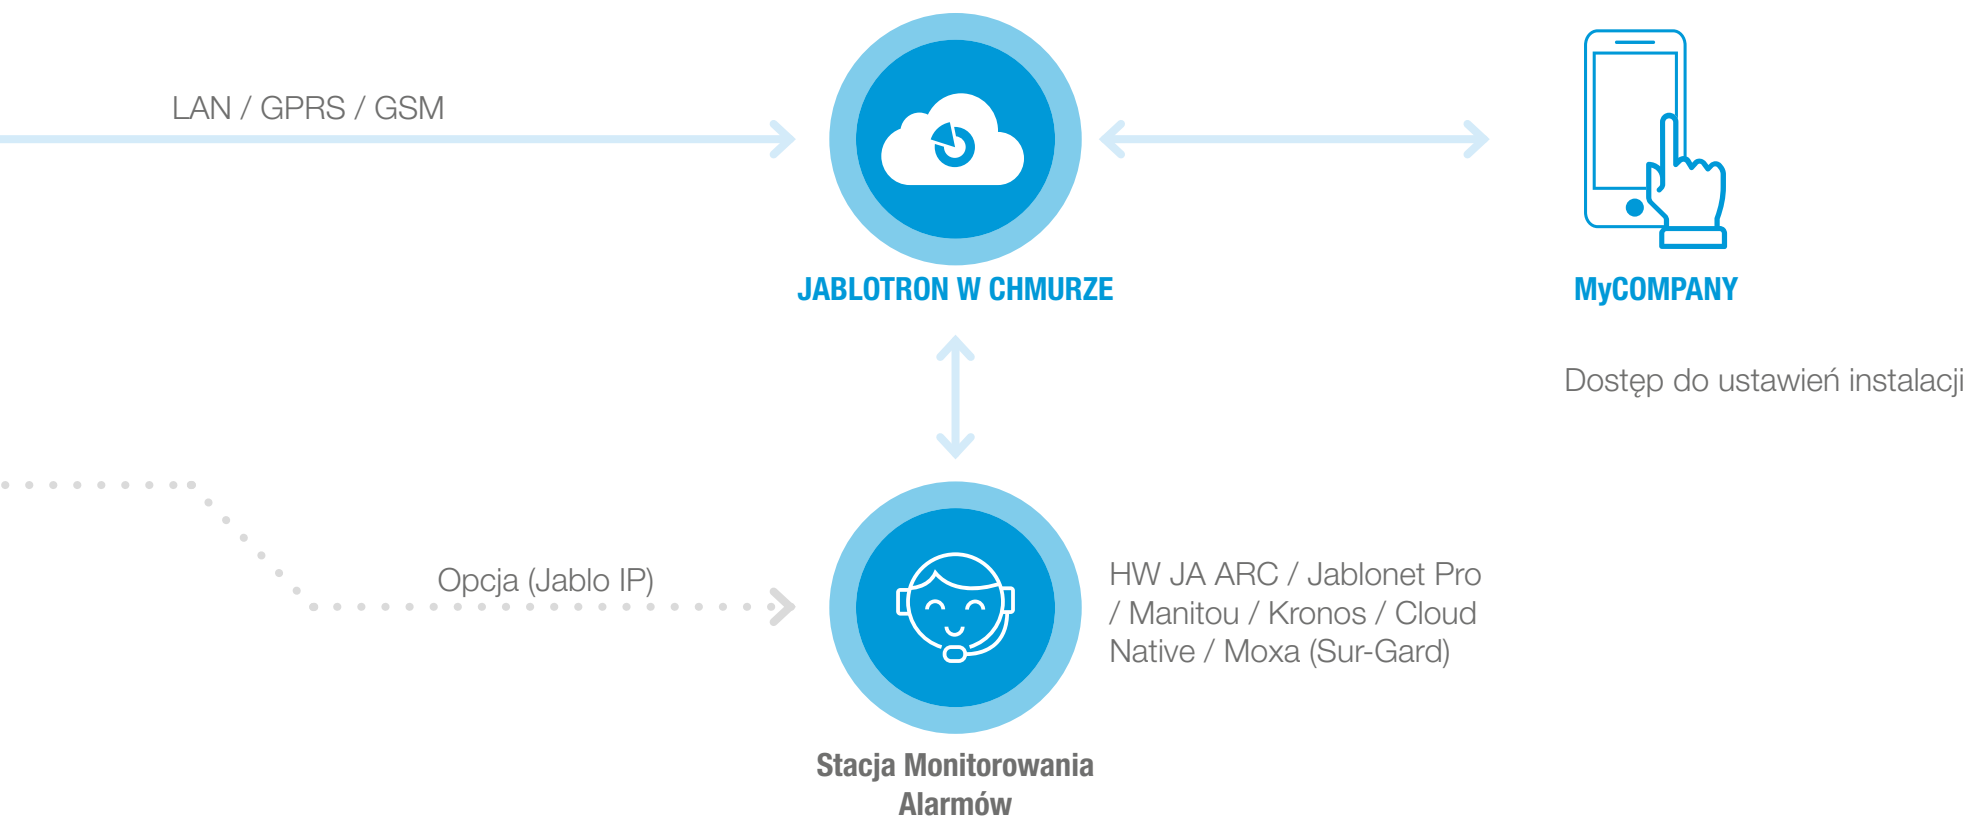 LAN / GPRS / GSM
JABLOTRON W CHMURZE
MyCOMPANY
Dostęp do ustawień instalacji
Opcja (Jablo IP)
HW JA ARC / Jablonet Pro
/ Manitou / Kronos / Cloud
Native / Moxa (Sur-Gard)
Stacja Monitorowania
Alarmów